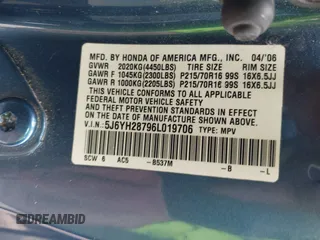 MFD. BY HONDA OF AMERICA MFG., INC. 04/'06
GVWR 2020KG(4450LBS) TIRE SIZE RIM SIZE
GAWR F 1045KG(2300LBS) P215/70R16 99S 16X6.5JJ
GAWR R 1000KG(2205LBS) P215/70R16 99S 16X6.5JJ
THIS VEHICLE CONFORMS TO ALL APPLICABLE
FEDERAL MOTOR VEHICLE SAFETY AND THEFT
PREVENTION STANDARDS IN EFFECT ON THE DATE
OF MANUFACTURE SHOWN ABOVE.
V.I.N: 5J6YH28796L019706 TYPE: MPV
SCW 6 AC5 -B537M -B -L
DREAMBID